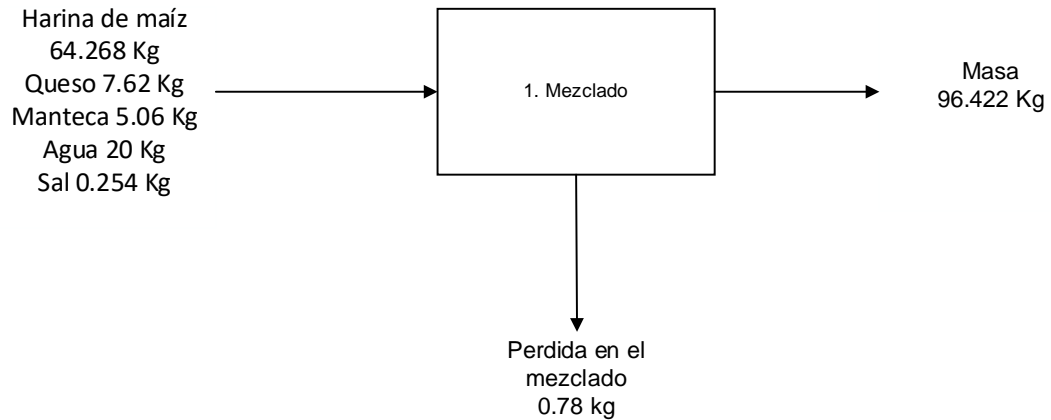 Harina de maíz
64.268 Kg
Queso 7.62 Kg
Manteca 5.06 Kg
Agua 20 Kg
Sal 0.254 Kg
1. Mezclado
Masa
96.422 Kg
Perdida en el
mezclado
0.78 kg